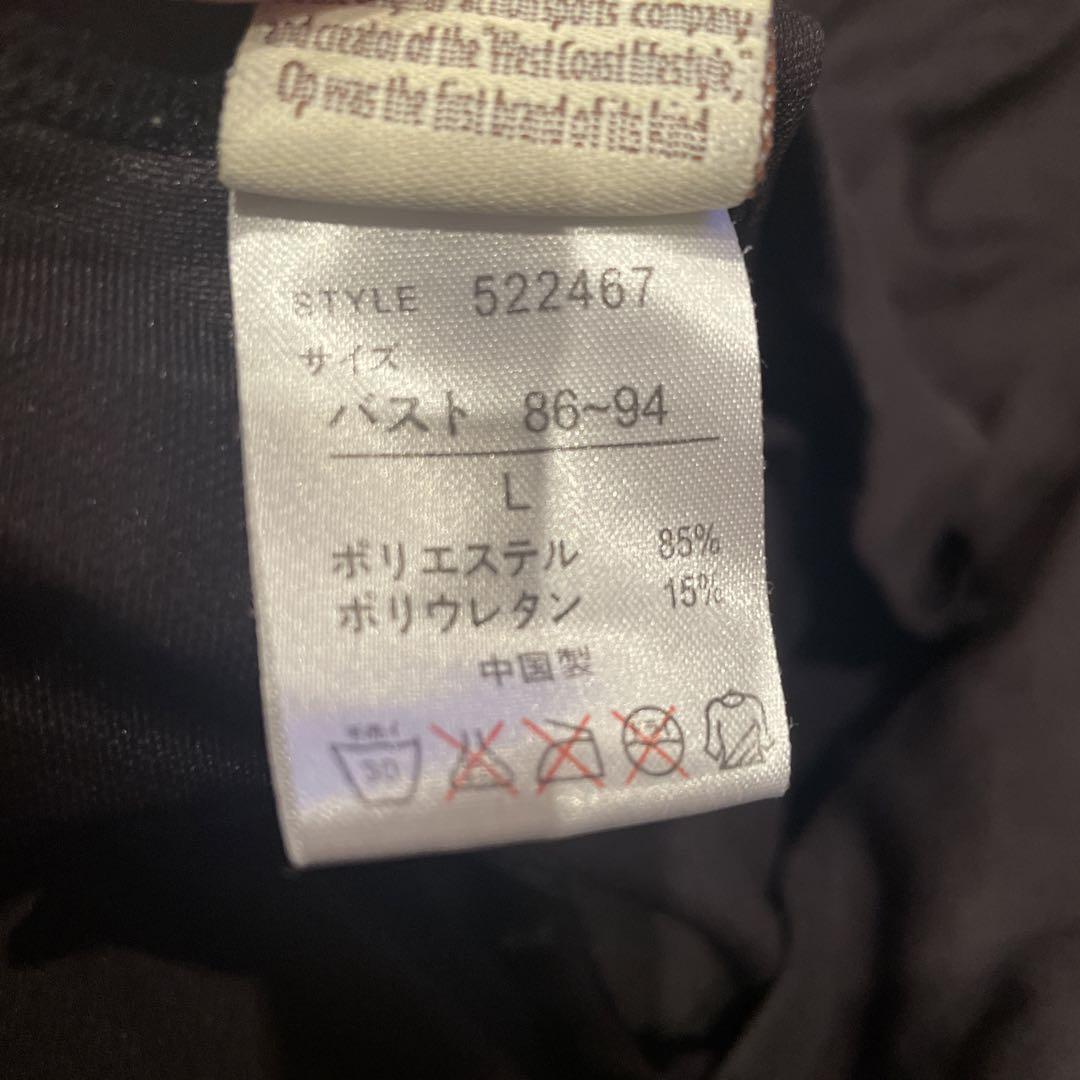 sports company
and creator of the "West Coast lifestyle,"
Op was the first brand of its kind.
STYLE 522467
サイズ
バスト 86~94
L
ポリエステル 85%
ポリウレタン 15%
中国製
30